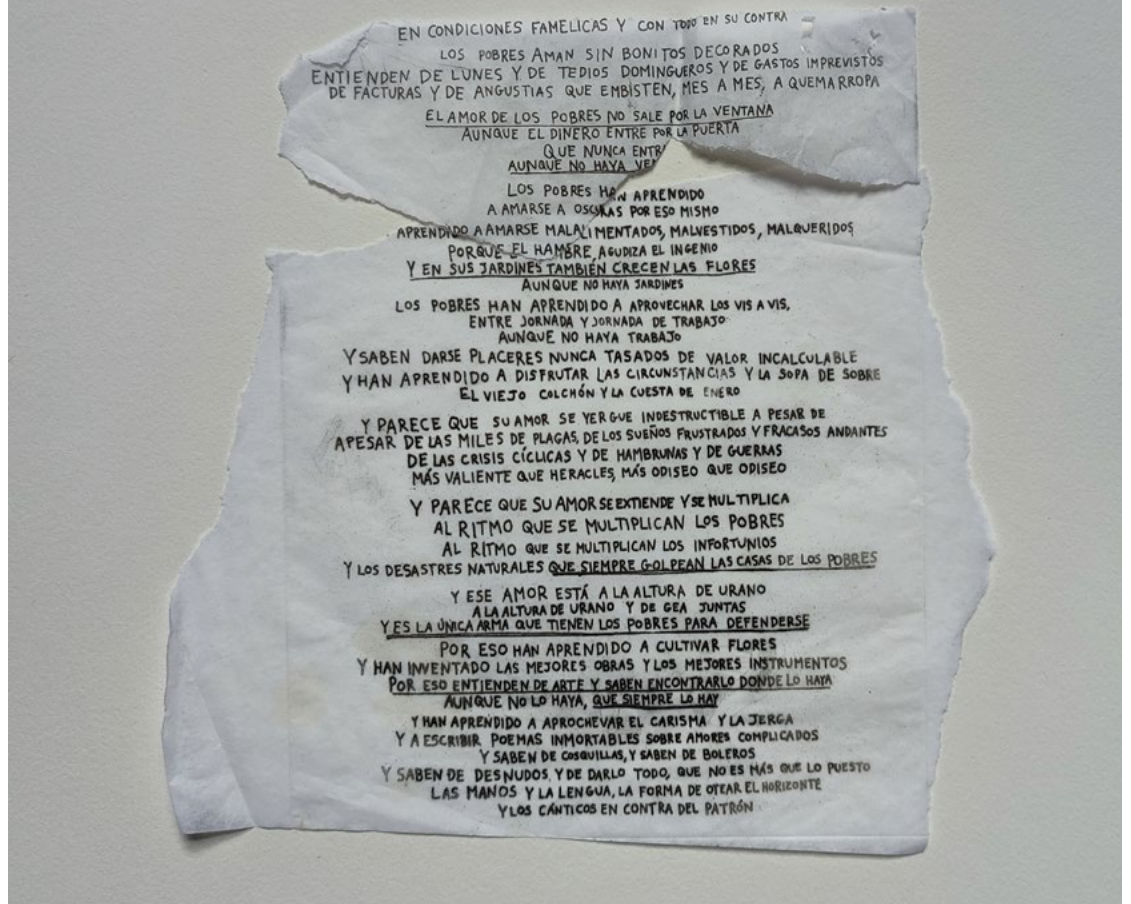 EN CONDICIONES FAMELICAS Y CON TODO EN SU CONTRA
LOS POBRES AMAN SIN BONITOS DECORADOS
ENTIENDEN DE LUNES Y DE TEDIOS DOMINGUEROS Y DE GASTOS IMPREVISTOS
DE FACTURAS Y DE ANGUSTIAS QUE EMBISTEN, MES A MES, A QUEMARROPA
EL AMOR DE LOS POBRES NO SALE POR LA VENTANA
AUNQUE EL DINERO ENTRE POR LA PUERTA
QUE NUNCA ENTR
AUNQUE NO HAYA VE
LOS POBRES HAN APRENDIDO
A AMARSE A OSCURAS POR ESO MISMO
APRENDIDO A AMARSE MALALIMENTADOS, MALVESTIDOS, MALQUERIDOS
PORQUE EL HAMBRE AGUDIZA EL INGENIO
Y EN SUS JARDINES TAMBIÉN CRECEN LAS FLORES
AUNQUE NO HAYA JARDINES
LOS POBRES HAN APRENDIDO A APROVECHAR LOS VIS A VIS,
ENTRE JORNADA Y JORNADA DE TRABAJO
AUNQUE NO HAYA TRABAJO
Y SABEN DARSE PLACERES NUNCA TASADOS DE VALOR INCALCULABLE
Y HAN APRENDIDO A DISFRUTAR LAS CIRCUNSTANCIAS Y LA SOPA DE SOBRE
EL VIEJO COLCHÓN Y LA CUESTA DE ENERO
Y PARECE QUE SU AMOR SE YERGUE INDESTRUCTIBLE A PESAR DE
APESAR DE LAS MILES DE PLAGAS, DE LOS SUEÑOS FRUSTRADOS Y FRACASOS ANDANTES
DE LAS CRISIS CÍCLICAS Y DE HAMBRUNAS Y DE GUERRAS
MÁS VALIENTE QUE HERACLES, MÁS ODISEO QUE ODISEO
Y PARECE QUE SU AMOR SE EXTIENDE Y SE MULTIPLICA
AL RITMO QUE SE MULTIPLICAN LOS POBRES
AL RITMO QUE SE MULTIPLICAN LOS INFORTUNIOS
Y LOS DESASTRES NATURALES QUE SIEMPRE GOLPEAN LAS CASAS DE LOS POBRES
Y ESE AMOR ESTÁ A LA ALTURA DE URANO
A LA ALTURA DE URANO Y DE GEA JUNTAS
Y ES LA ÚNICA ARMA QUE TIENEN LOS POBRES PARA DEFENDERSE
POR ESO HAN APRENDIDO A CULTIVAR FLORES
Y HAN INVENTADO LAS MEJORES OBRAS Y LOS MEJORES INSTRUMENTOS
POR ESO ENTIENDEN DE ARTE Y SABEN ENCONTRARLO DONDE LO HAYA
AUNQUE NO LO HAYA, QUE SIEMPRE LO HAY
Y HAN APRENDIDO A APROCHEVAR EL CARISMA Y LA JERGA
Y A ESCRIBIR POEMAS INMORTABLES SOBRE AMORES COMPLICADOS
Y SABEN DE COSQUILLAS, Y SABEN DE BOLEROS
Y SABEN DE DESNUDOS, Y DE DARLO TODO, QUE NO ES MÁS QUE LO PUESTO
LAS MANOS Y LA LENGUA, LA FORMA DE OTEAR EL HORIZONTE
Y LOS CÁNTICOS EN CONTRA DEL PATRÓN